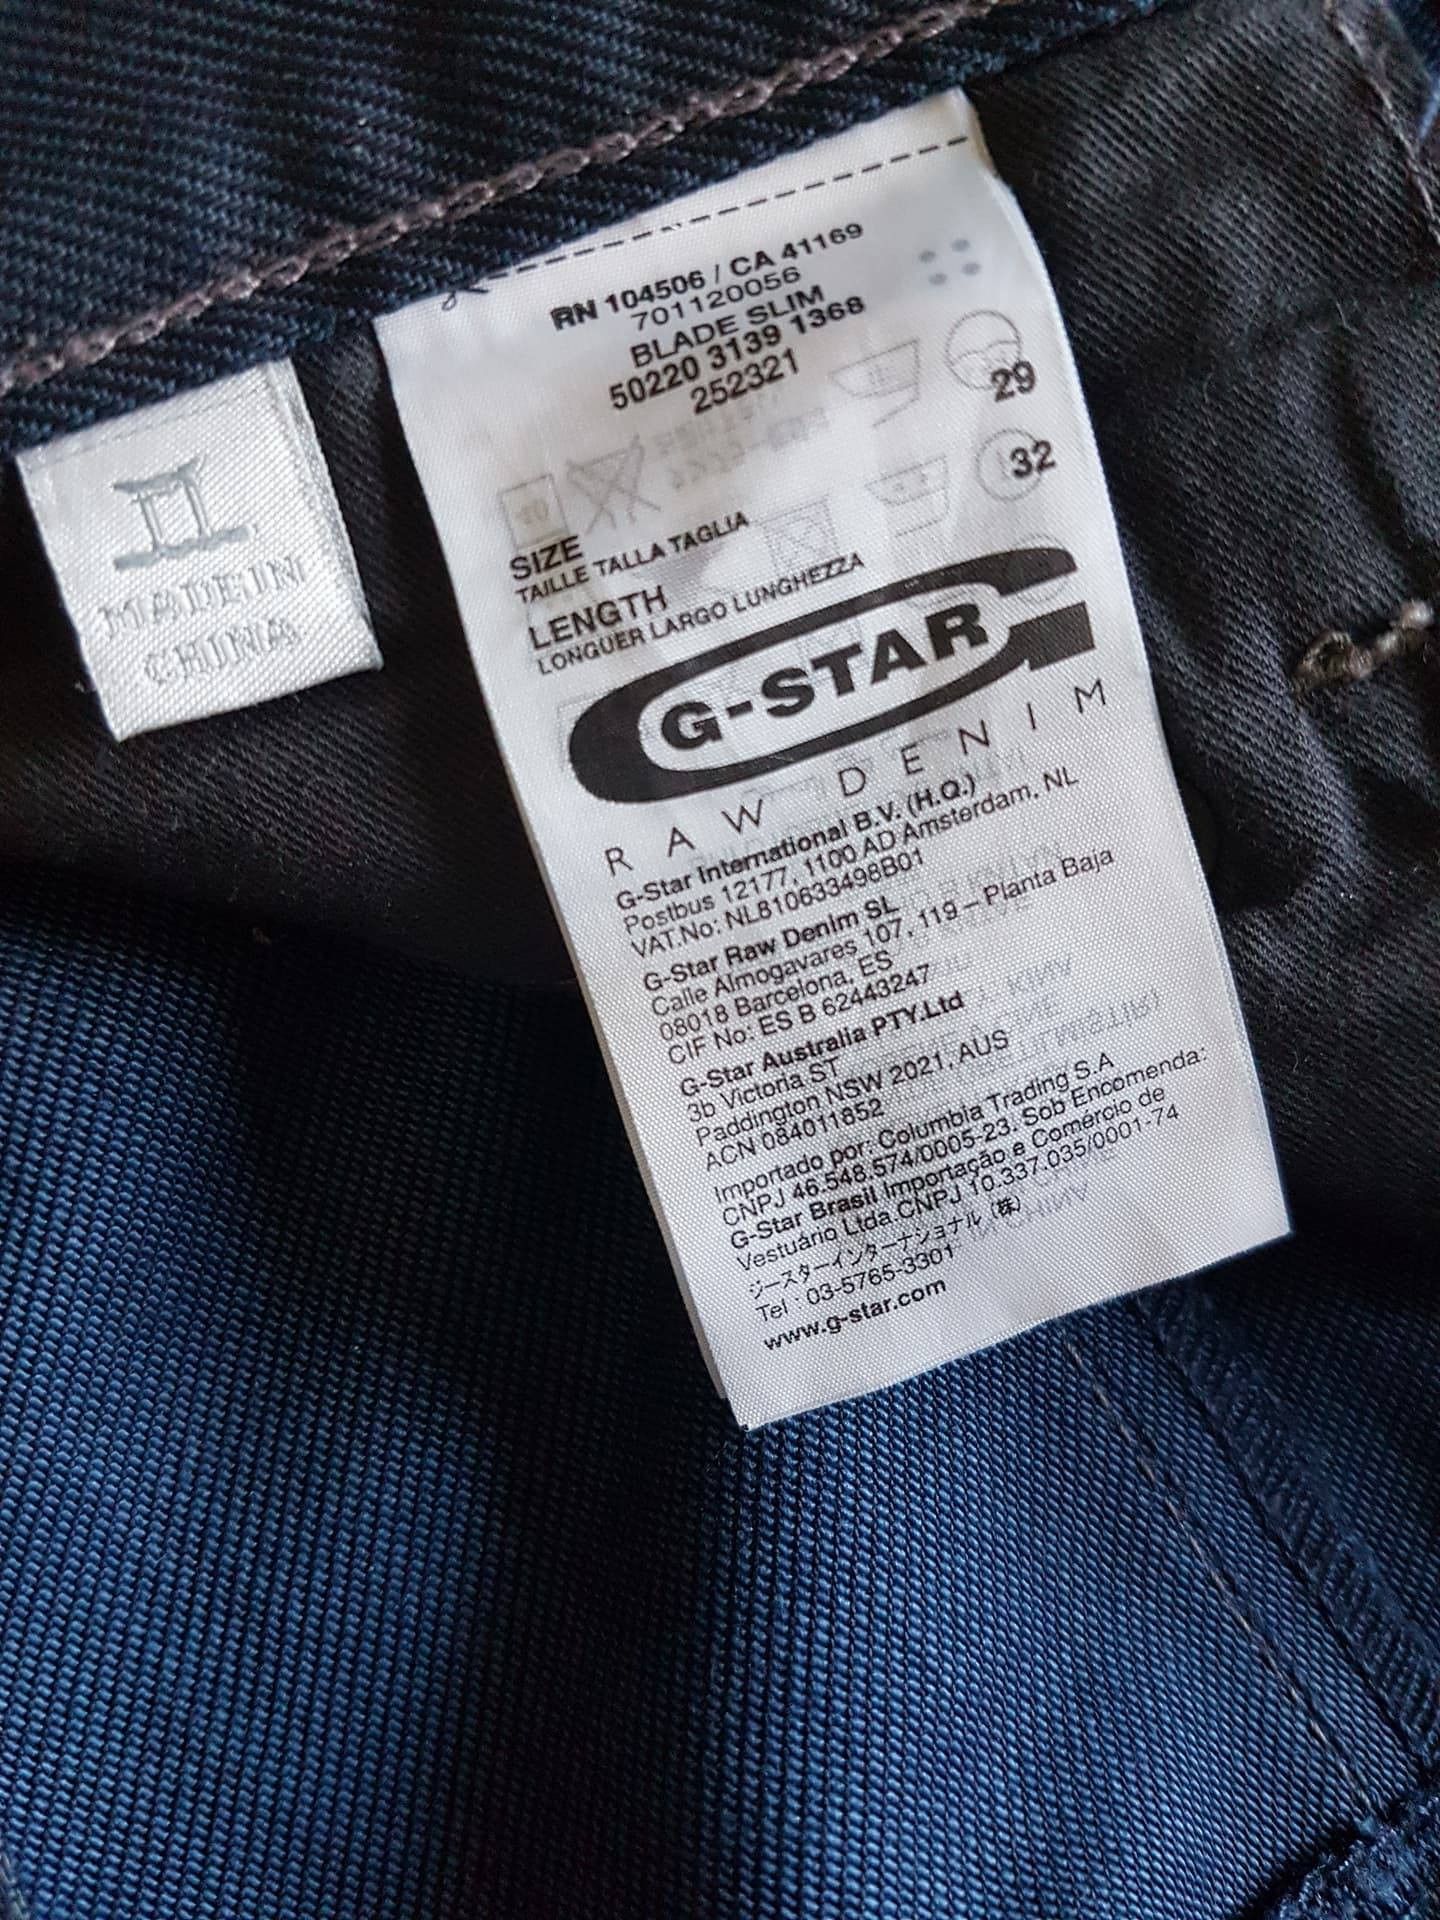 RN 104506 / CA 41169
701120056
BLADE SLIM
50220 3139 1368
252321
SIZE 29
TAILLE TALLA TAGLIA
LENGTH 32
LONGUER LARGO LUNGHEZZA
G-STAR
RAW DENIM
G-Star International B.V. (H.Q.)
Postbus 12177, 1100 AD Amsterdam, NL
VAT.No: NL810633498B01
G-Star Raw Denim SL
Calle Almogavares 107, 119 – Planta Baja
08018 Barcelona, ES
CIF No: ES B 62443247
G-Star Australia PTY.Ltd
3b Victoria ST
Paddington NSW 2021, AUS
ACN 084011852
Importado por: Columbia Trading S.A
CNPJ 46.548.574/0005-23. Sob Encomenda:
G-Star Brasil Importação e Comércio de
Vestuário Ltda.CNPJ 10.337.035/0001-74
ジースターインターナショナル (株)
Tel : 03-5765-3301
www.g-star.com
II
MADE IN
CHINA